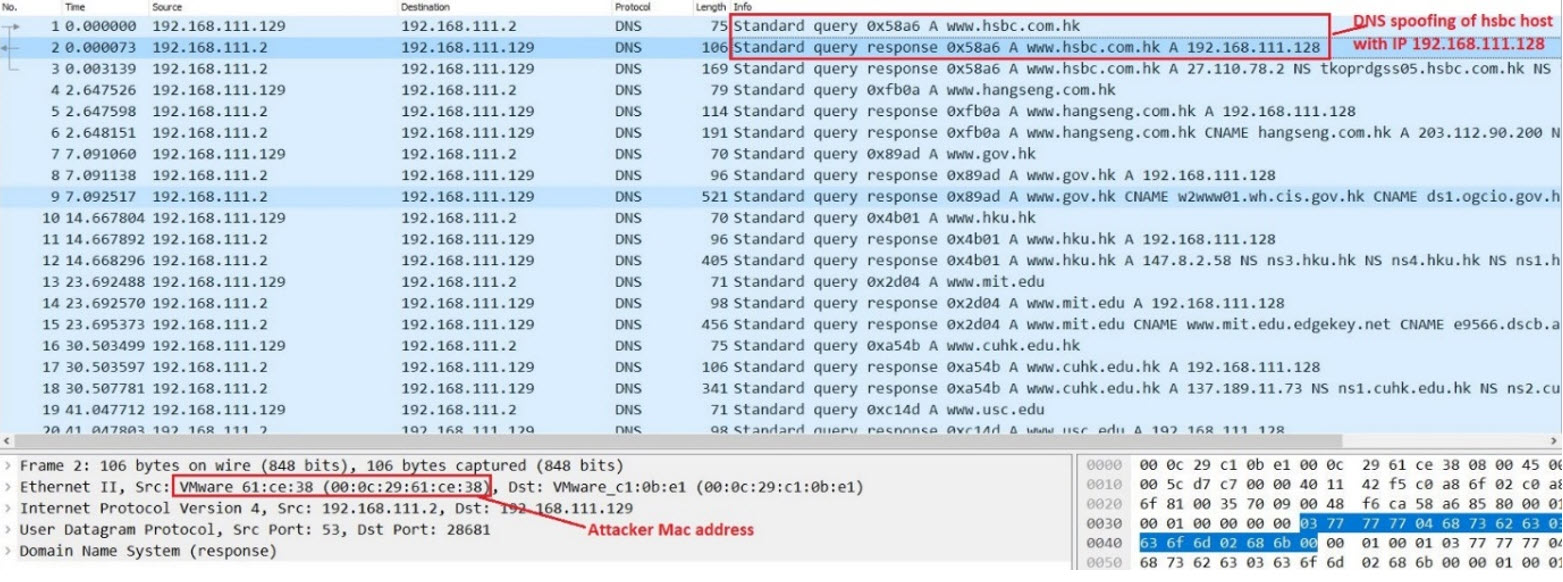 No. Time Source Destination Protocol Length Info
1 0.000000 192.168.111.129 192.168.111.2 DNS 75 Standard query 0x58a6 A www.hsbc.com.hk
DNS spoofing of hsbc host
2 0.000073 192.168.111.2 192.168.111.129 DNS 106 Standard query response 0x58a6 A www.hsbc.com.hk A 192.168.111.128
with IP 192.168.111.128
3 0.003139 192.168.111.2 192.168.111.129 DNS 169 Standard query response 0x58a6 A www.hsbc.com.hk A 27.110.78.2 NS tkoprdgss05.hsbc.com.hk NS
4 2.647526 192.168.111.129 192.168.111.2 DNS 79 Standard query 0xfb0a A www.hangseng.com.hk
5 2.647598 192.168.111.2 192.168.111.129 DNS 114 Standard query response 0xfb0a A www.hangseng.com.hk A 192.168.111.128
6 2.648151 192.168.111.2 192.168.111.129 DNS 191 Standard query response 0xfb0a A www.hangseng.com.hk CNAME hangseng.com.hk A 203.112.90.200 N
7 7.091060 192.168.111.129 192.168.111.2 DNS 70 Standard query 0x89ad A www.gov.hk
8 7.091138 192.168.111.2 192.168.111.129 DNS 96 Standard query response 0x89ad A www.gov.hk A 192.168.111.128
9 7.092517 192.168.111.2 192.168.111.129 DNS 521 Standard query response 0x89ad A www.gov.hk CNAME w2www01.wh.cis.gov.hk CNAME ds1.ogcio.gov.h
10 14.667804 192.168.111.129 192.168.111.2 DNS 70 Standard query 0x4b01 A www.hku.hk
11 14.667892 192.168.111.2 192.168.111.129 DNS 96 Standard query response 0x4b01 A www.hku.hk A 192.168.111.128
12 14.668296 192.168.111.2 192.168.111.129 DNS 405 Standard query response 0x4b01 A www.hku.hk A 147.8.2.58 NS ns3.hku.hk NS ns4.hku.hk NS ns1.h
13 23.692488 192.168.111.129 192.168.111.2 DNS 71 Standard query 0x2d04 A www.mit.edu
14 23.692570 192.168.111.2 192.168.111.129 DNS 98 Standard query response 0x2d04 A www.mit.edu A 192.168.111.128
15 23.695373 192.168.111.2 192.168.111.129 DNS 456 Standard query response 0x2d04 A www.mit.edu CNAME www.mit.edu.edgekey.net CNAME e9566.dscb.a
16 30.503499 192.168.111.129 192.168.111.2 DNS 75 Standard query 0xa54b A www.cuhk.edu.hk
17 30.503597 192.168.111.2 192.168.111.129 DNS 106 Standard query response 0xa54b A www.cuhk.edu.hk A 192.168.111.128
18 30.507781 192.168.111.2 192.168.111.129 DNS 341 Standard query response 0xa54b A www.cuhk.edu.hk A 137.189.11.73 NS ns1.cuhk.edu.hk NS ns2.cu
19 41.047712 192.168.111.129 192.168.111.2 DNS 71 Standard query 0xc14d A www.usc.edu
20 41.047803 192.168.111.2 192.168.111.129 DNS 98 Standard query response 0xc14d A www.usc.edu A 192.168.111.128
Frame 2: 106 bytes on wire (848 bits), 106 bytes captured (848 bits)
Ethernet II, Src: VMware_61:ce:38 (00:0c:29:61:ce:38), Dst: VMware_c1:0b:e1 (00:0c:29:c1:0b:e1)
Internet Protocol Version 4, Src: 192.168.111.2, Dst: 192.168.111.129
User Datagram Protocol, Src Port: 53, Dst Port: 28681
Attacker Mac address
Domain Name System (response)
0000 00 0c 29 c1 0b e1 00 0c 29 61 ce 38 08 00 45 00
0010 00 5c d7 c7 00 00 40 11 42 f5 c0 a8 6f 02 c0 a8
0020 6f 81 00 35 70 09 00 48 f6 ca 58 a6 85 80 00 01
0030 00 01 00 00 00 00 03 77 77 77 04 68 73 62 63 03
0040 63 6f 6d 02 68 6b 00 00 01 00 01 03 77 77 77 04
0050 68 73 62 63 03 63 6f 6d 02 68 6b 00 00 01 00 01